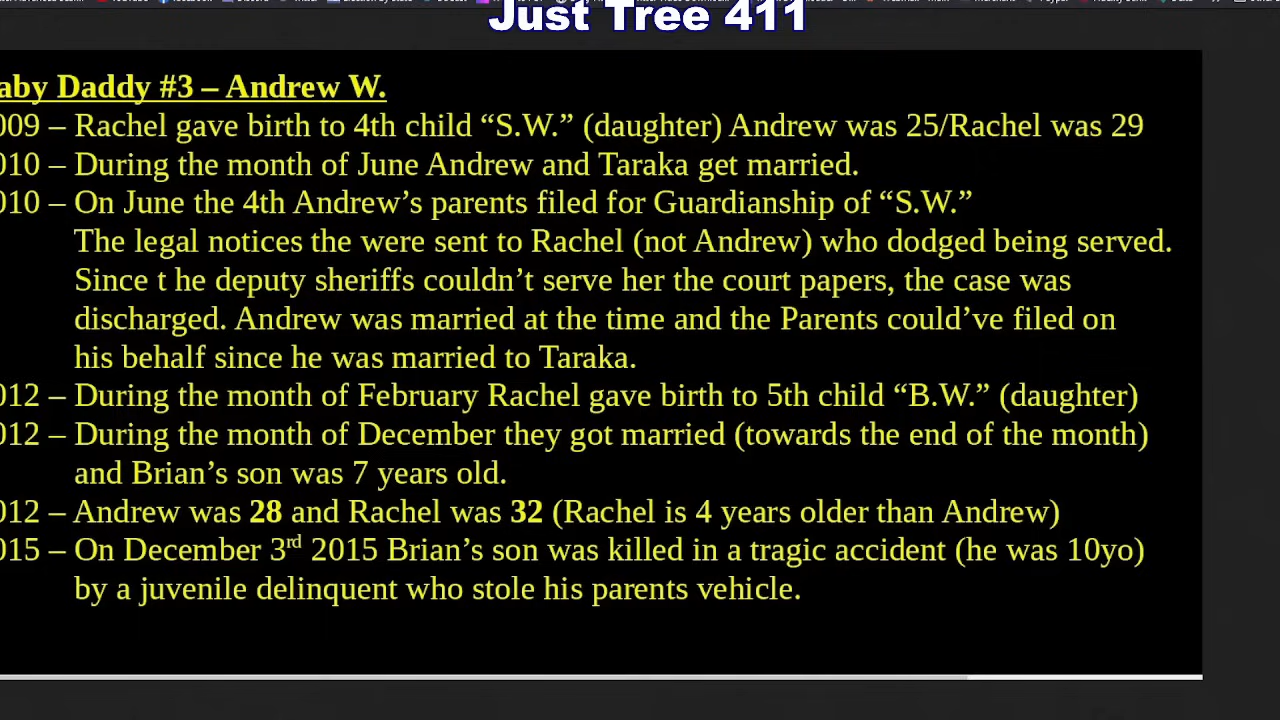 Just Tree 411
aby Daddy #3 – Andrew W.
009 – Rachel gave birth to 4th child “S.W.” (daughter) Andrew was 25/Rachel was 29
010 – During the month of June Andrew and Taraka get married.
010 – On June the 4th Andrew’s parents filed for Guardianship of “S.W.”
The legal notices the were sent to Rachel (not Andrew) who dodged being served.
Since t he deputy sheriffs couldn’t serve her the court papers, the case was
discharged. Andrew was married at the time and the Parents could’ve filed on
his behalf since he was married to Taraka.
012 – During the month of February Rachel gave birth to 5th child “B.W.” (daughter)
012 – During the month of December they got married (towards the end of the month)
and Brian’s son was 7 years old.
012 – Andrew was 28 and Rachel was 32 (Rachel is 4 years older than Andrew)
015 – On December 3rd 2015 Brian’s son was killed in a tragic accident (he was 10yo)
by a juvenile delinquent who stole his parents vehicle.